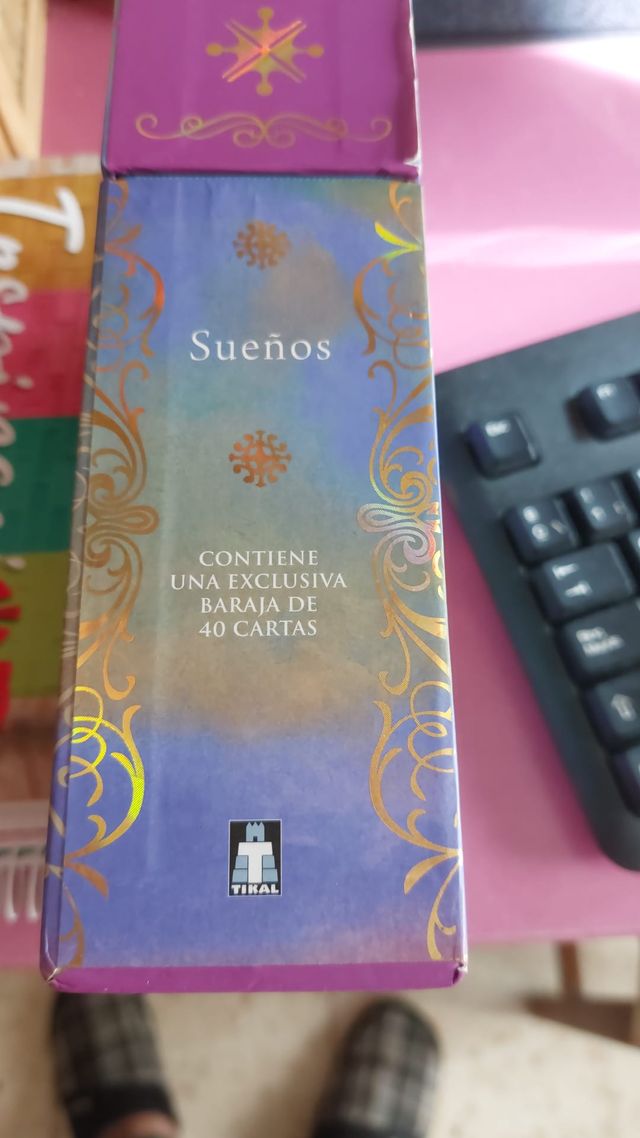 Sueños
CONTIENE
UNA EXCLUSIVA
BARAJA DE
40 CARTAS
TIKAL